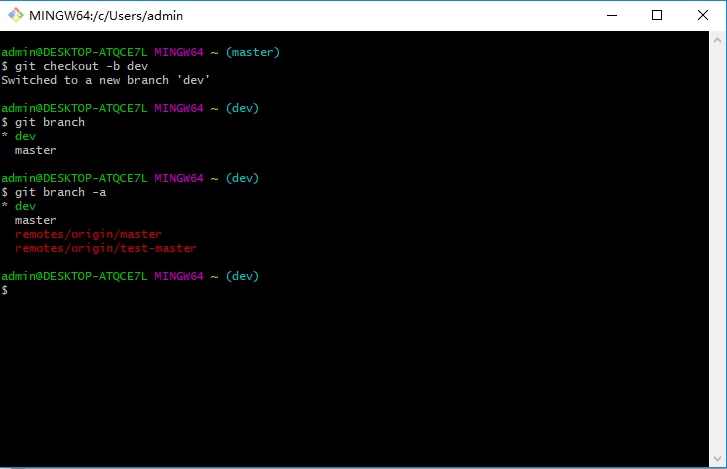 MINGW64:/c/Users/admin
admin@DESKTOP-ATQCE7L MINGW64 ~ (master)
$ git checkout -b dev
Switched to a new branch 'dev'
admin@DESKTOP-ATQCE7L MINGW64 ~ (dev)
$ git branch
* dev
  master
admin@DESKTOP-ATQCE7L MINGW64 ~ (dev)
$ git branch -a
* dev
  master
  remotes/origin/master
  remotes/origin/test-master
admin@DESKTOP-ATQCE7L MINGW64 ~ (dev)
$